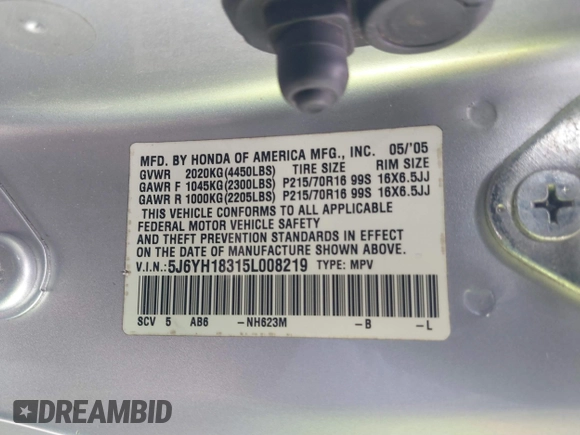 MFD. BY HONDA OF AMERICA MFG., INC. 05/'05
GVWR 2020KG(4450LBS) TIRE SIZE RIM SIZE
GAWR F 1045KG(2300LBS) P215/70R16 99S 16X6.5JJ
GAWR R 1000KG(2205LBS) P215/70R16 99S 16X6.5JJ
THIS VEHICLE CONFORMS TO ALL APPLICABLE
FEDERAL MOTOR VEHICLE SAFETY
AND THEFT PREVENTION STANDARDS IN EFFECT
ON THE DATE OF MANUFACTURE SHOWN ABOVE.
V.I.N.:5J6YH18315L008219 TYPE: MPV
SCV 5 AB6 -NH623M -B -L
DREAMBID